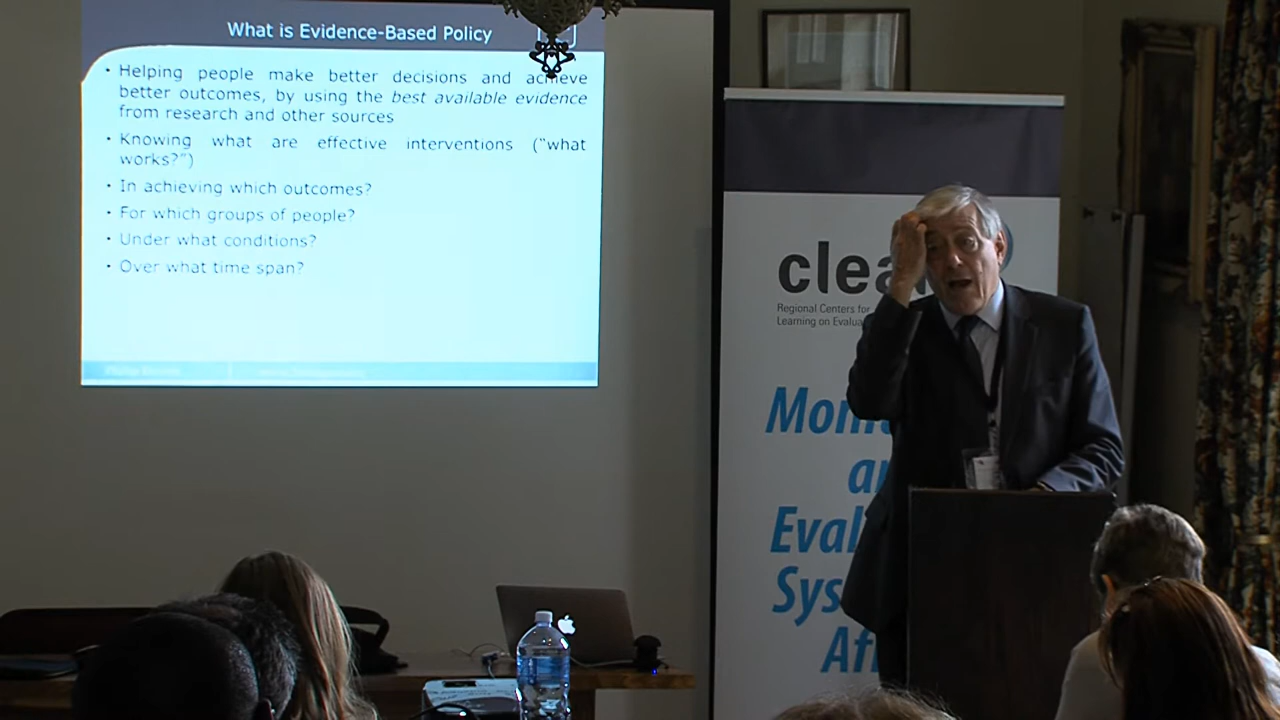 What is Evidence-Based Policy
• Helping people make better decisions and achieve
better outcomes, by using the best available evidence
from research and other sources
• Knowing what are effective interventions (“what
works?”)
• In achieving which outcomes?
• For which groups of people?
• Under what conditions?
• Over what time span?
clea
Regional Centers for
Learning on Evalua
Moni
an
Eval
Sys
Afr